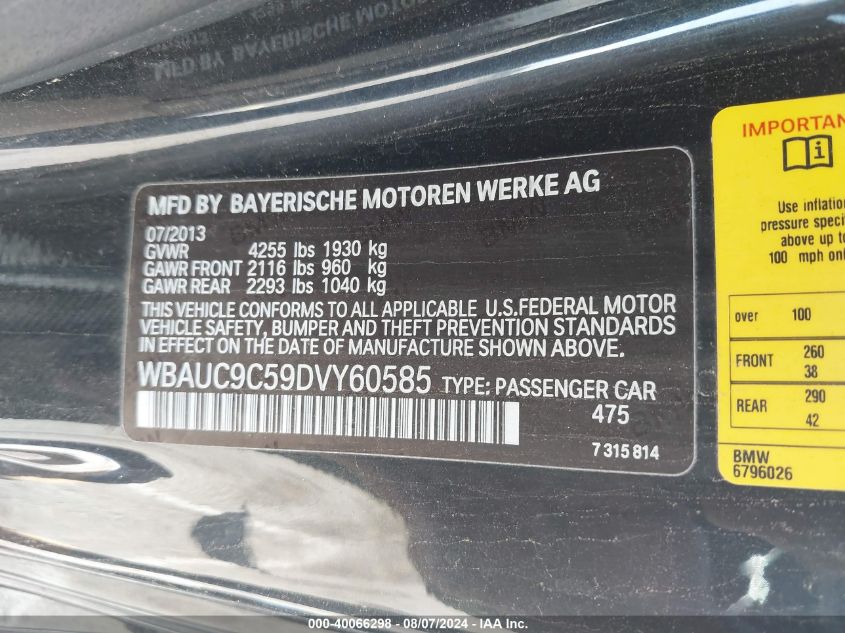 MFD BY BAYERISCHE MOTOREN WERKE AG
07/2013
GVWR 4255 lbs 1930 kg
GAWR FRONT 2116 lbs 960 kg
GAWR REAR 2293 lbs 1040 kg
THIS VEHICLE CONFORMS TO ALL APPLICABLE U.S.FEDERAL MOTOR
VEHICLE SAFETY, BUMPER AND THEFT PREVENTION STANDARDS
IN EFFECT ON THE DATE OF MANUFACTURE SHOWN ABOVE.
WBAUC9C59DVY60585 TYPE: PASSENGER CAR
475
7 315 814
IMPORTAN
i
Use inflation
pressure speci
above up to
100 mph onl
over 100
FRONT 260
38
REAR 290
42
BMW
6796026
000-40066298 - 08/07/2024 - IAA Inc.